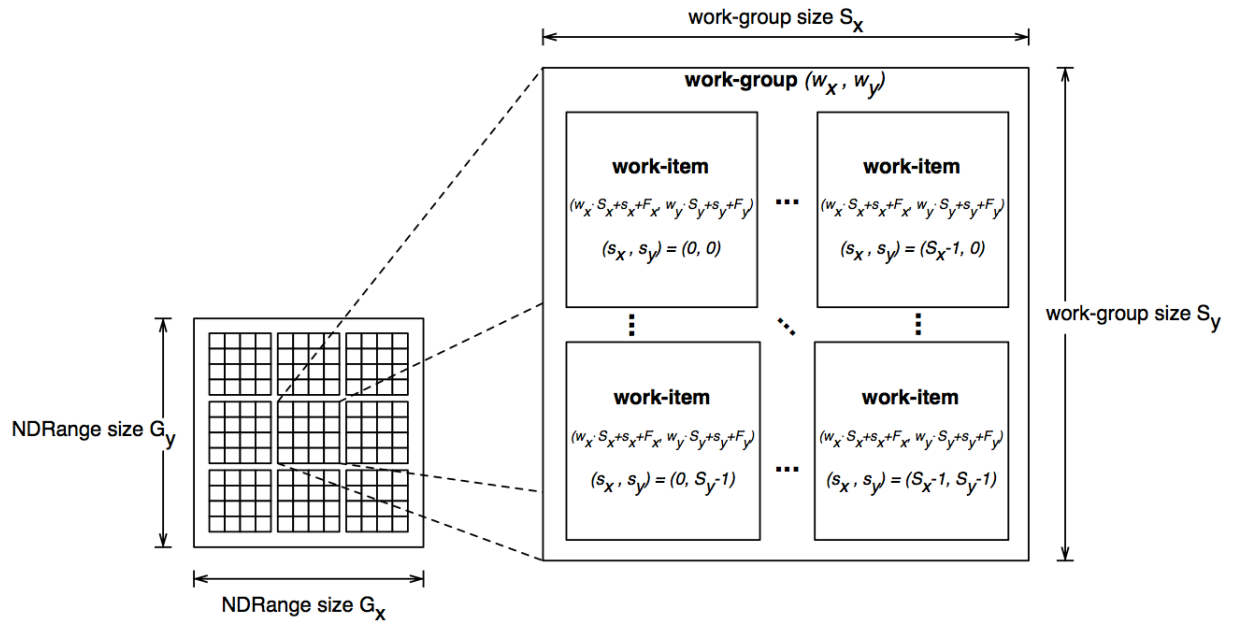 work-group size Sx
work-group (wx , wy)
work-item
(wx· Sx+sx+Fx, wy· Sy+sy+Fy)
(sx , sy) = (0, 0)
...
work-item
(wx· Sx+sx+Fx, wy· Sy+sy+Fy)
(sx , sy) = (Sx-1, 0)
work-group size Sy
work-item
(wx· Sx+sx+Fx, wy· Sy+sy+Fy)
(sx , sy) = (0, Sy-1)
...
work-item
(wx· Sx+sx+Fx, wy· Sy+sy+Fy)
(sx , sy) = (Sx-1, Sy-1)
NDRange size Gy
NDRange size Gx